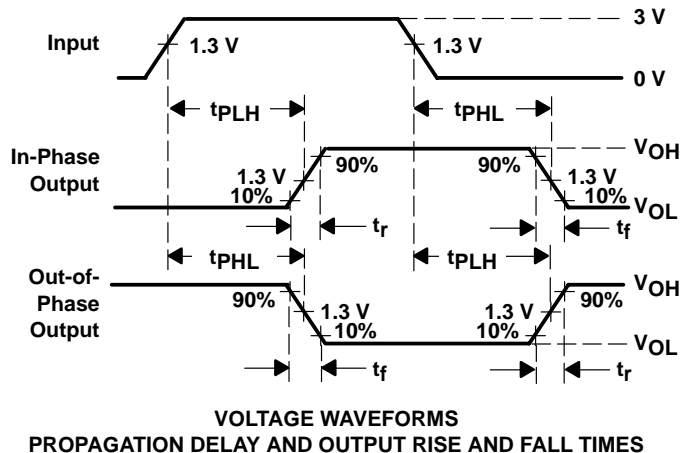 3 V
Input
1.3 V
1.3 V
0 V
tPLH
tPHL
In-Phase
Output
VOH
90%
90%
1.3 V
1.3 V
10%
10%
VOL
tr
tf
tPHL
tPLH
Out-of-
Phase
Output
VOH
90%
90%
1.3 V
1.3 V
10%
10%
VOL
tf
tr
VOLTAGE WAVEFORMS
PROPAGATION DELAY AND OUTPUT RISE AND FALL TIMES